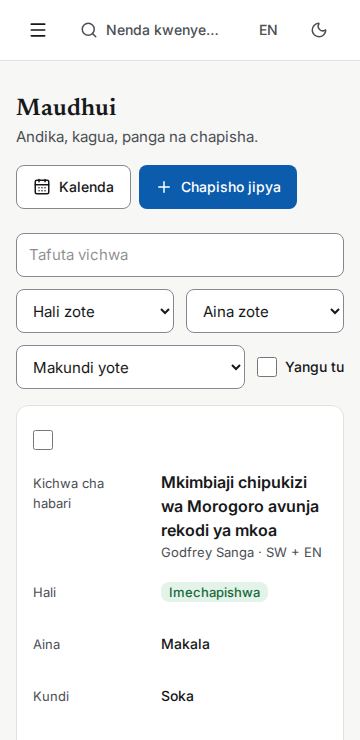 Nenda kwenye...
EN
Maudhui
Andika, kagua, panga na chapisha.
Kalenda
Chapisho jipya
Tafuta vichwa
Hali zote
Aina zote
Makundi yote
Yangu tu
Kichwa cha habari
Mkimbiaji chipukizi
wa Morogoro avunja
rekodi ya mkoa
Godfrey Sanga · SW + EN
Hali
Imechapishwa
Aina
Makala
Kundi
Soka